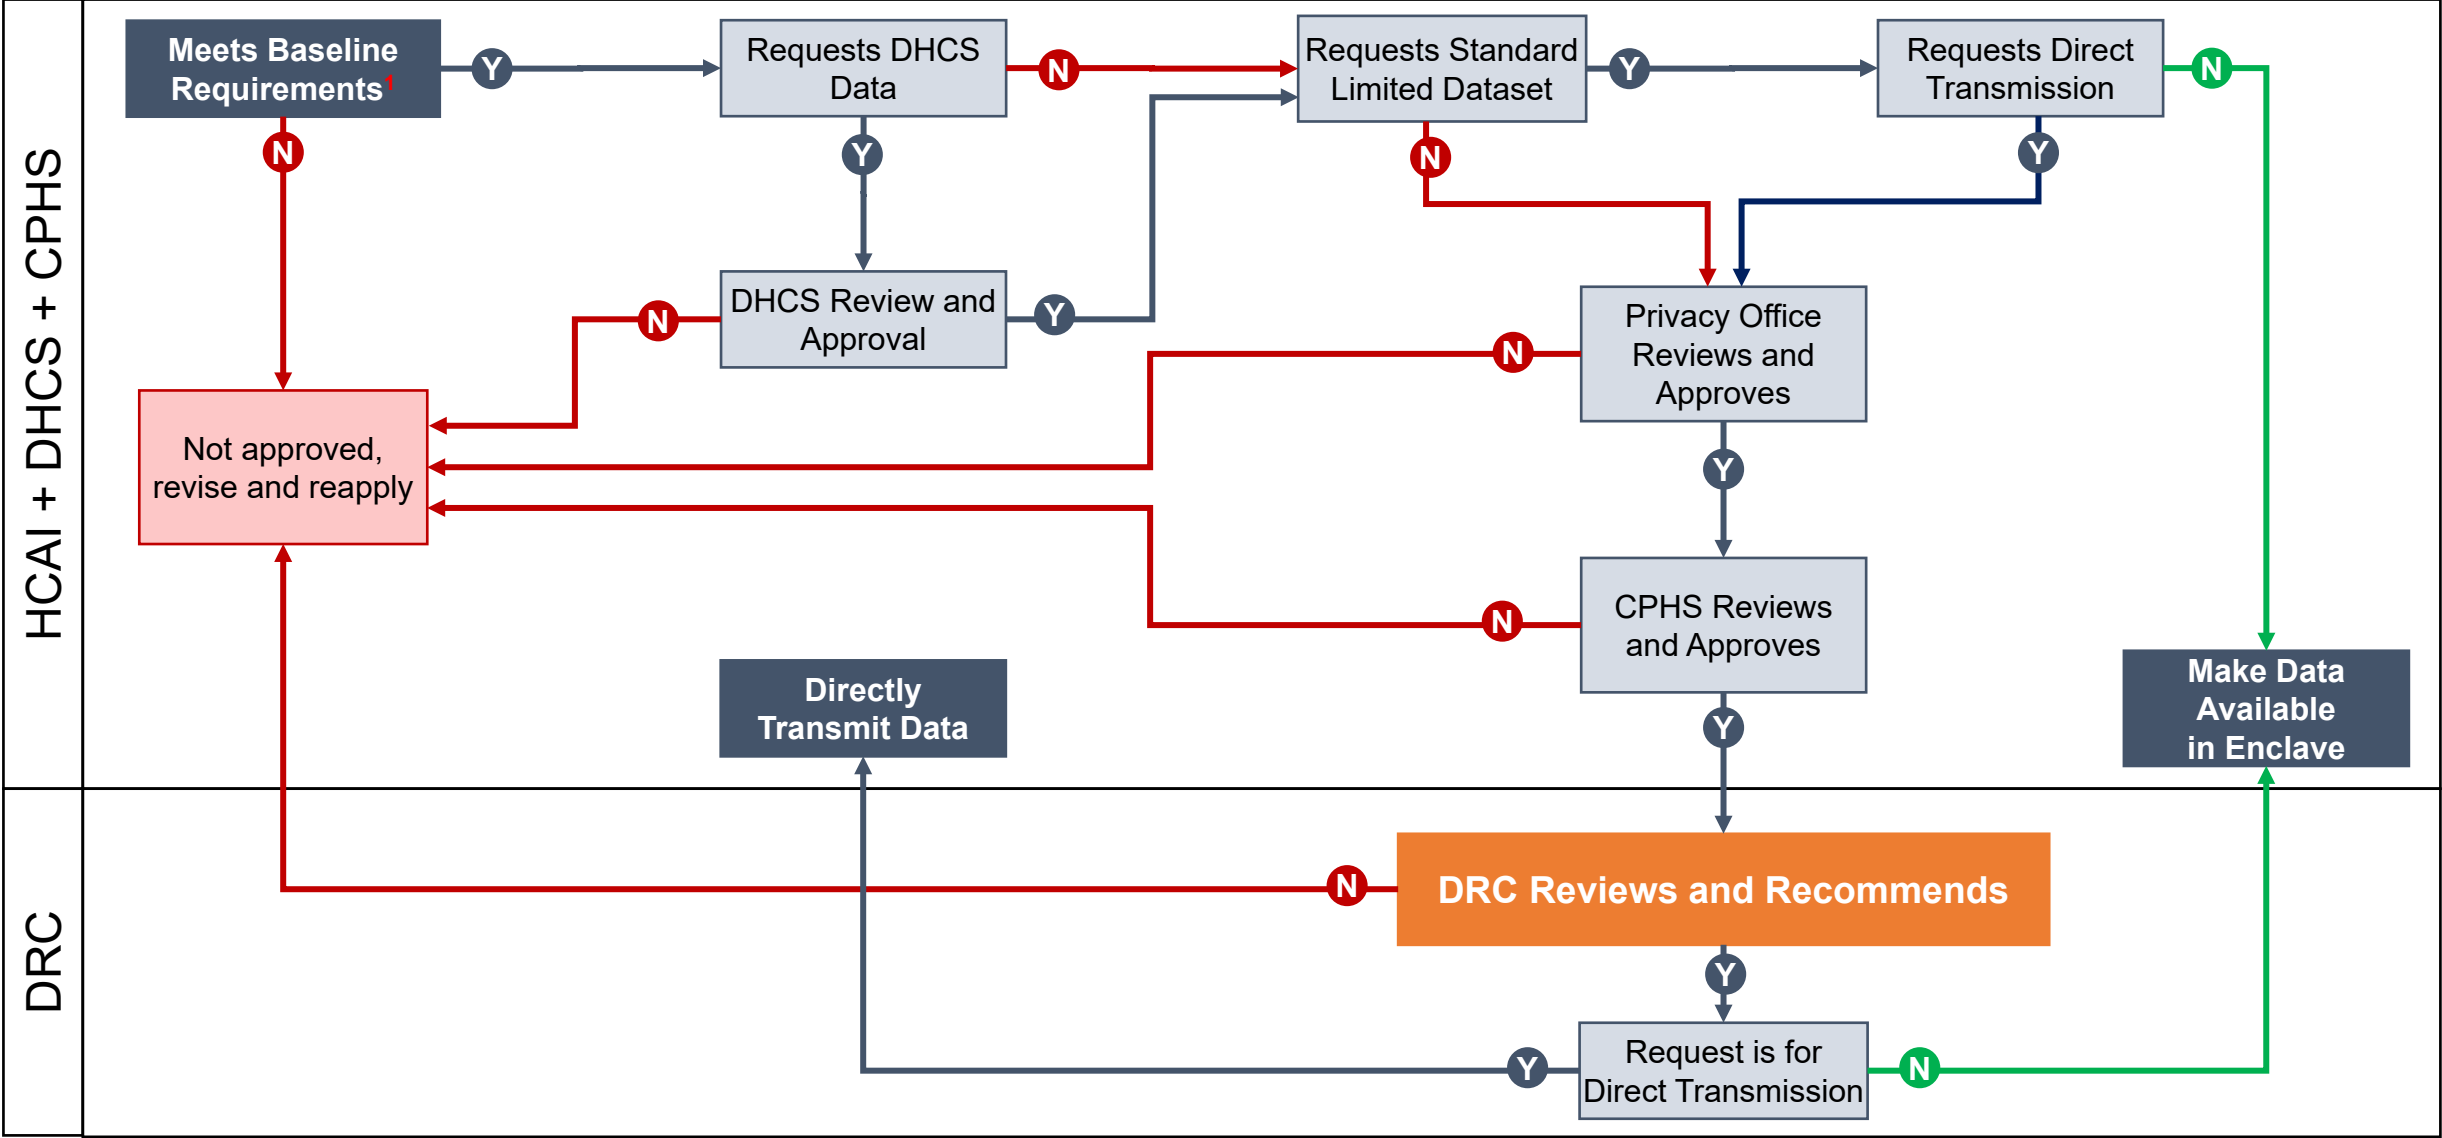 HCAI + DHCS + CPHS
Meets Baseline
Requirements¹
Y
Requests DHCS
Data
N
Requests Standard
Limited Dataset
Y
Requests Direct
Transmission
N
N
Y
N
Y
DHCS Review and
Approval
N
Y
Privacy Office
Reviews and
Approves
N
Not approved,
revise and reapply
Y
CPHS Reviews
and Approves
N
Directly
Transmit Data
Y
Make Data
Available
in Enclave
DRC
DRC Reviews and Recommends
N
Y
Request is for
Direct Transmission
Y
N